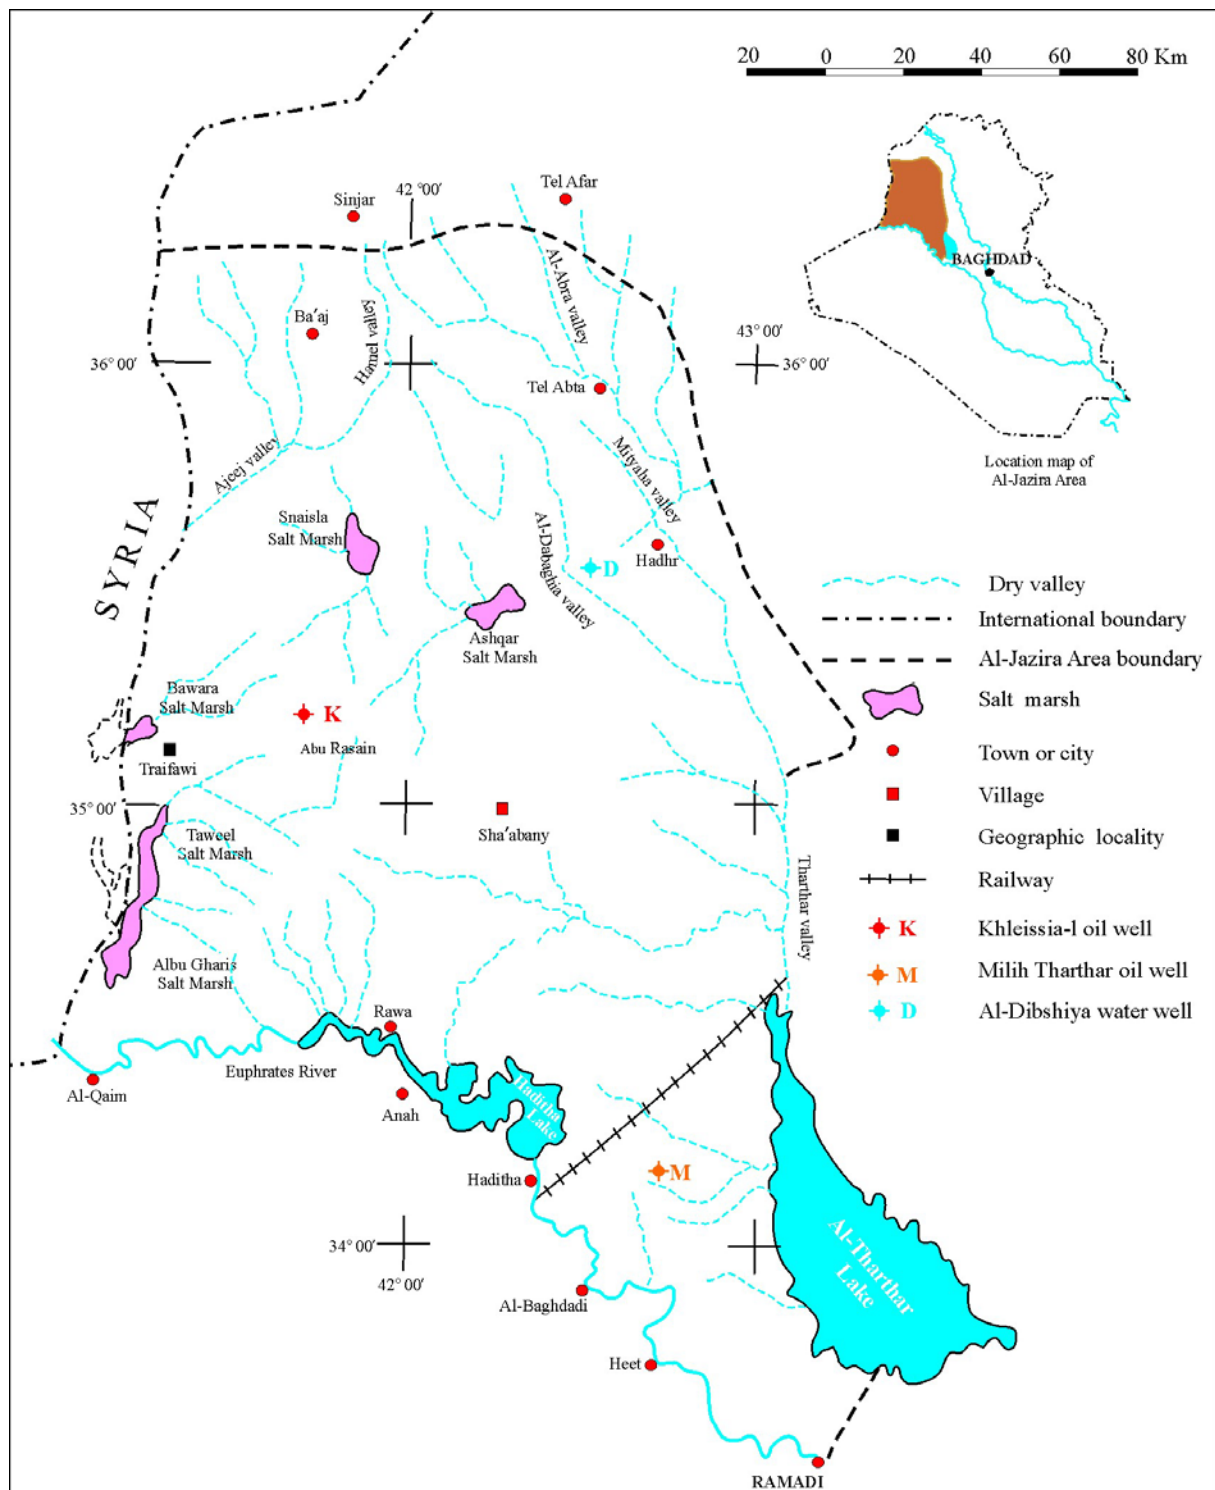 20 0 20 40 60 80 Km
Tel Afar
42 °00′
Sinjar
BAGHDAD
Al-Abra valley
Ba′aj
Hamel valley
43° 00′
36° 00′
36° 00′
Tel Abta
Mityaha valley
Ajeej valley
Location map of
Al-Jazira Area
SYRIA
Snaisla
Salt Marsh
Al-Dabaghia valley
Hadhr
D
Dry valley
International boundary
Ashqar
Salt Marsh
Al-Jazira Area boundary
Bawara
Salt Marsh
Salt marsh
K
Abu Rasain
Traifawi
Town or city
35° 00′
Village
Sha′abany
Taweel
Salt Marsh
Geographic locality
Tharthar valley
Railway
K Khleissia-l oil well
Albu Gharis
Salt Marsh
M Milih Tharthar oil well
D Al-Dibshiya water well
Rawa
Euphrates River
Al-Qaim
Anah
Haditha
Lake
Haditha
M
34° 00′
42° 00′
Al-Tharthar
Lake
Al-Baghdadi
Heet
RAMADI